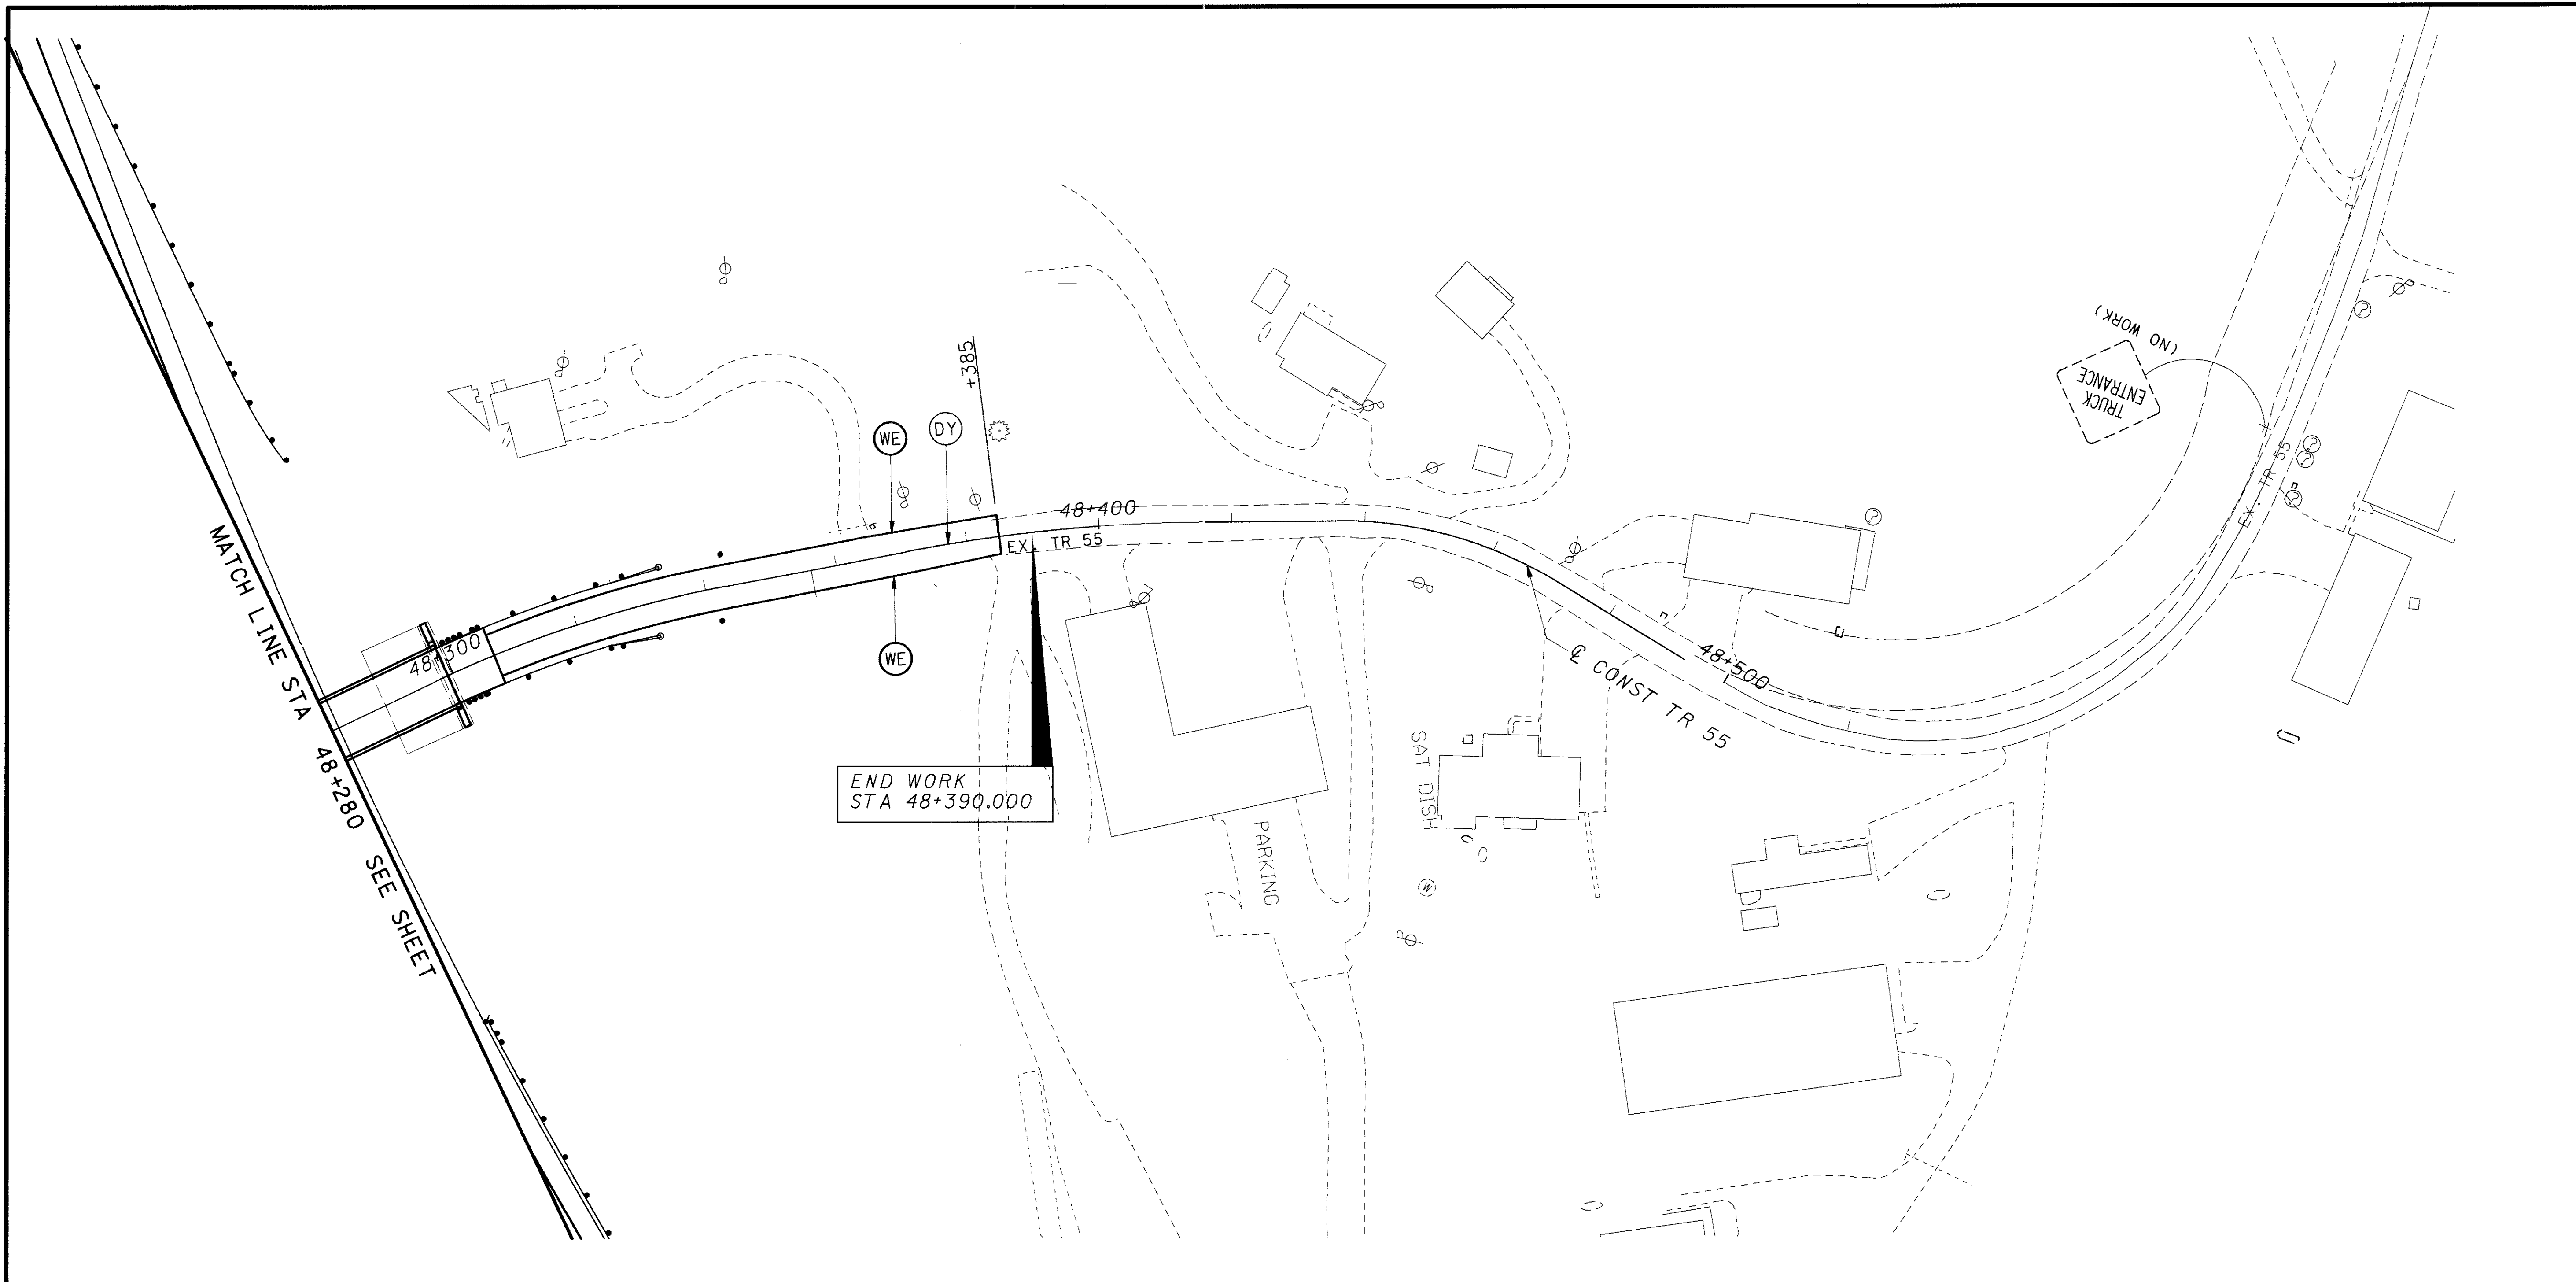 (NO WORK)
TRUCK
ENTRANCE
+385
WE
DY
48+400
EX. TR 55
EX. TR 55
MATCH LINE STA 48+280 SEE SHEET
48+300
WE
48+500
℄ CONST TR 55
END WORK
STA 48+390.000
SAT DISH
PARKING
W